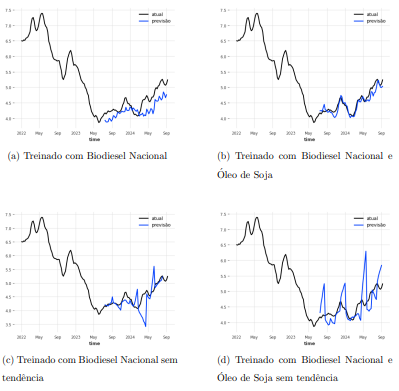 7.5
7.0
6.5
6.0
5.5
5.0
4.5
4.0
2022 May Sep 2023 May Sep 2024 May Sep
time
atual
previsão
(a) Treinado com Biodiesel Nacional
7.5
7.0
6.5
6.0
5.5
5.0
4.5
4.0
2022 May Sep 2023 May Sep 2024 May Sep
time
atual
previsão
(b) Treinado com Biodiesel Nacional e
Óleo de Soja
7.5
7.0
6.5
6.0
5.5
5.0
4.5
4.0
3.5
2022 May Sep 2023 May Sep 2024 May Sep
time
atual
previsão
(c) Treinado com Biodiesel Nacional sem
tendência
7.5
7.0
6.5
6.0
5.5
5.0
4.5
4.0
2022 May Sep 2023 May Sep 2024 May Sep
time
atual
previsão
(d) Treinado com Biodiesel Nacional e
Óleo de Soja sem tendência